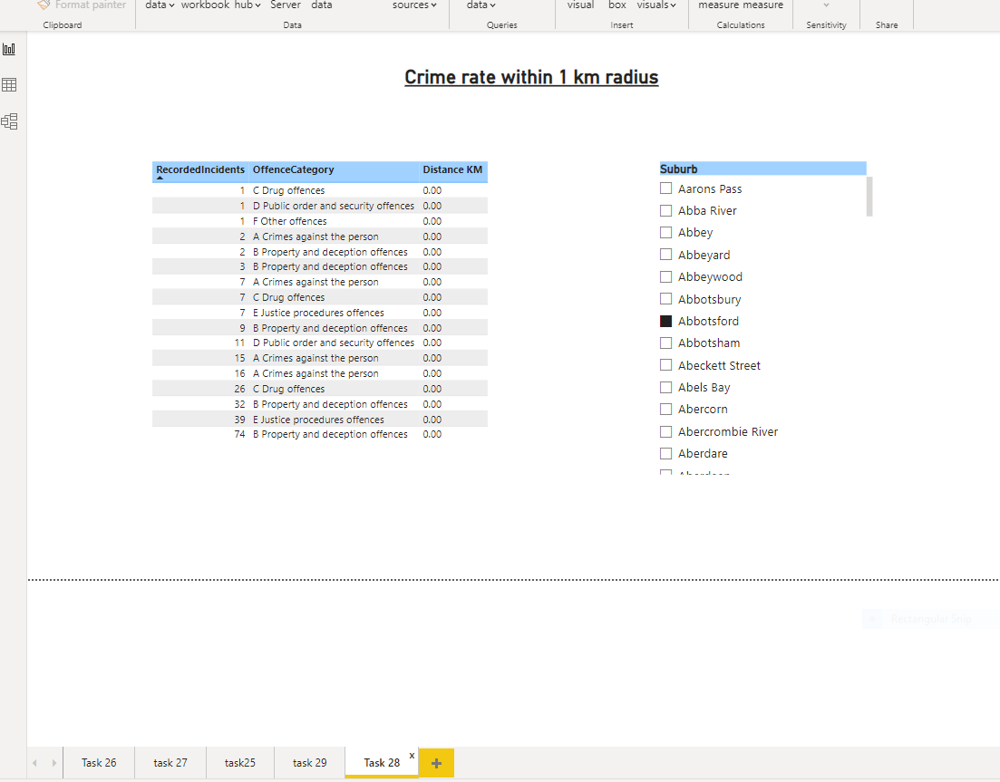 Format painter data workbook hub Server data sources data visual box visuals measure measure
Clipboard Data Queries Insert Calculations Sensitivity Share
Crime rate within 1 km radius
RecordedIncidents OffenceCategory Distance KM
1 C Drug offences 0.00
1 D Public order and security offences 0.00
1 F Other offences 0.00
2 A Crimes against the person 0.00
2 B Property and deception offences 0.00
3 B Property and deception offences 0.00
7 A Crimes against the person 0.00
7 C Drug offences 0.00
7 E Justice procedures offences 0.00
9 B Property and deception offences 0.00
11 D Public order and security offences 0.00
15 A Crimes against the person 0.00
16 A Crimes against the person 0.00
26 C Drug offences 0.00
32 B Property and deception offences 0.00
39 E Justice procedures offences 0.00
74 B Property and deception offences 0.00
Suburb
Aarons Pass
Abba River
Abbey
Abbeyard
Abbeywood
Abbotsbury
Abbotsford
Abbotsham
Abeckett Street
Abels Bay
Abercorn
Abercrombie River
Aberdare
Rectangular Snip
Task 26 task 27 task25 task 29 Task 28 x +